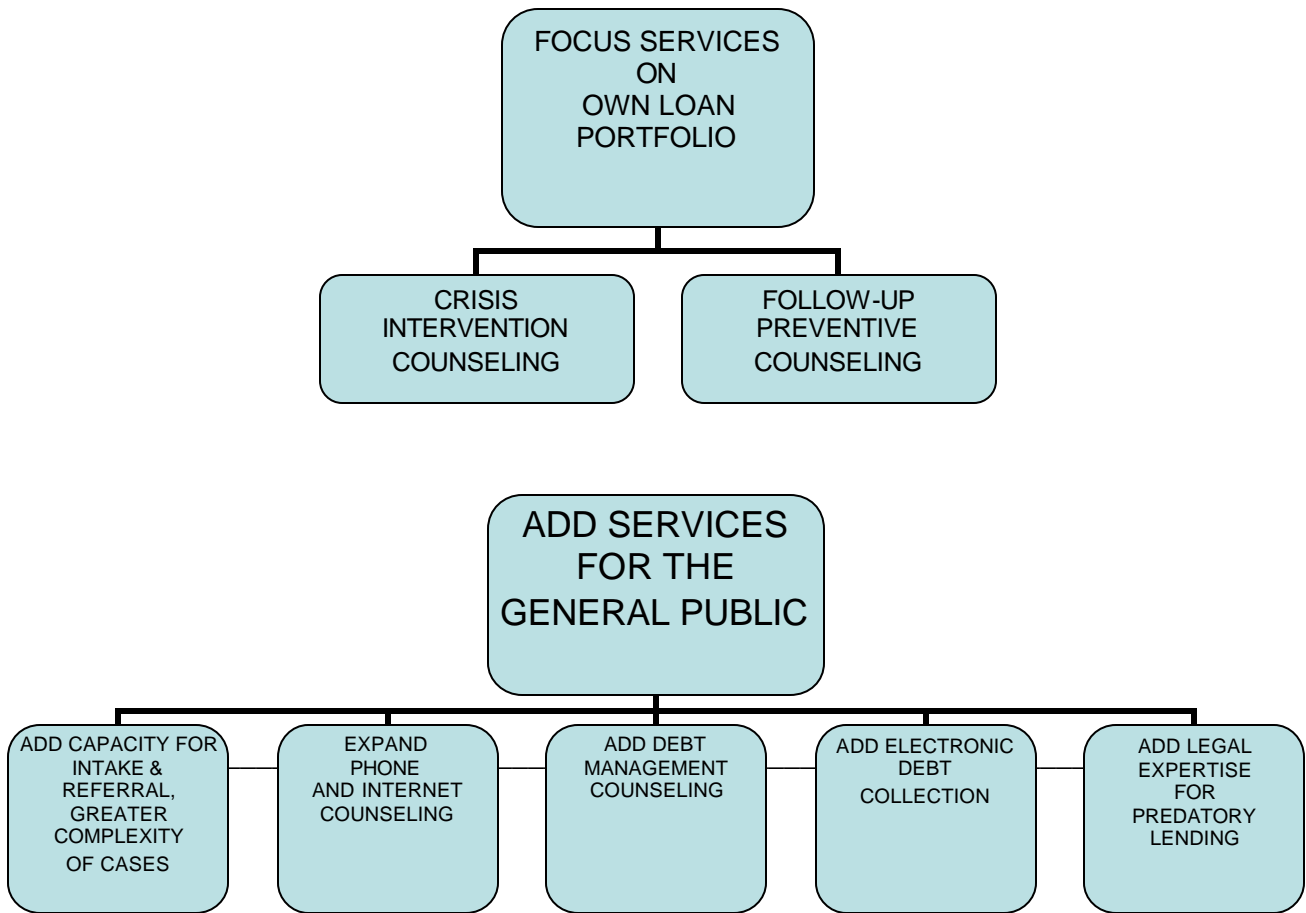 FOCUS SERVICES
ON
OWN LOAN
PORTFOLIO
CRISIS
INTERVENTION
COUNSELING
FOLLOW-UP
PREVENTIVE
COUNSELING
ADD SERVICES
FOR THE
GENERAL PUBLIC
ADD CAPACITY FOR
INTAKE &
REFERRAL,
GREATER
COMPLEXITY
OF CASES
EXPAND
PHONE
AND INTERNET
COUNSELING
ADD DEBT
MANAGEMENT
COUNSELING
ADD ELECTRONIC
DEBT
COLLECTION
ADD LEGAL
EXPERTISE
FOR
PREDATORY
LENDING